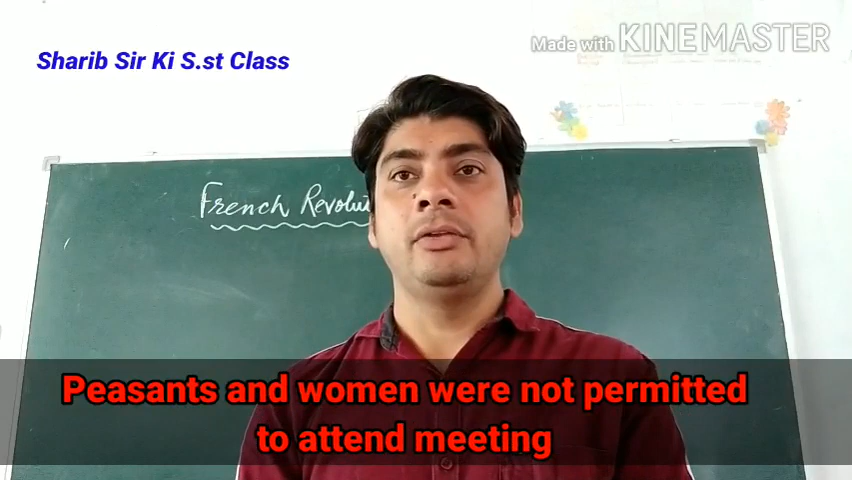 Made with KINEMASTER
Sharib Sir Ki S.st Class
French Revolu
Peasants and women were not permitted
to attend meeting